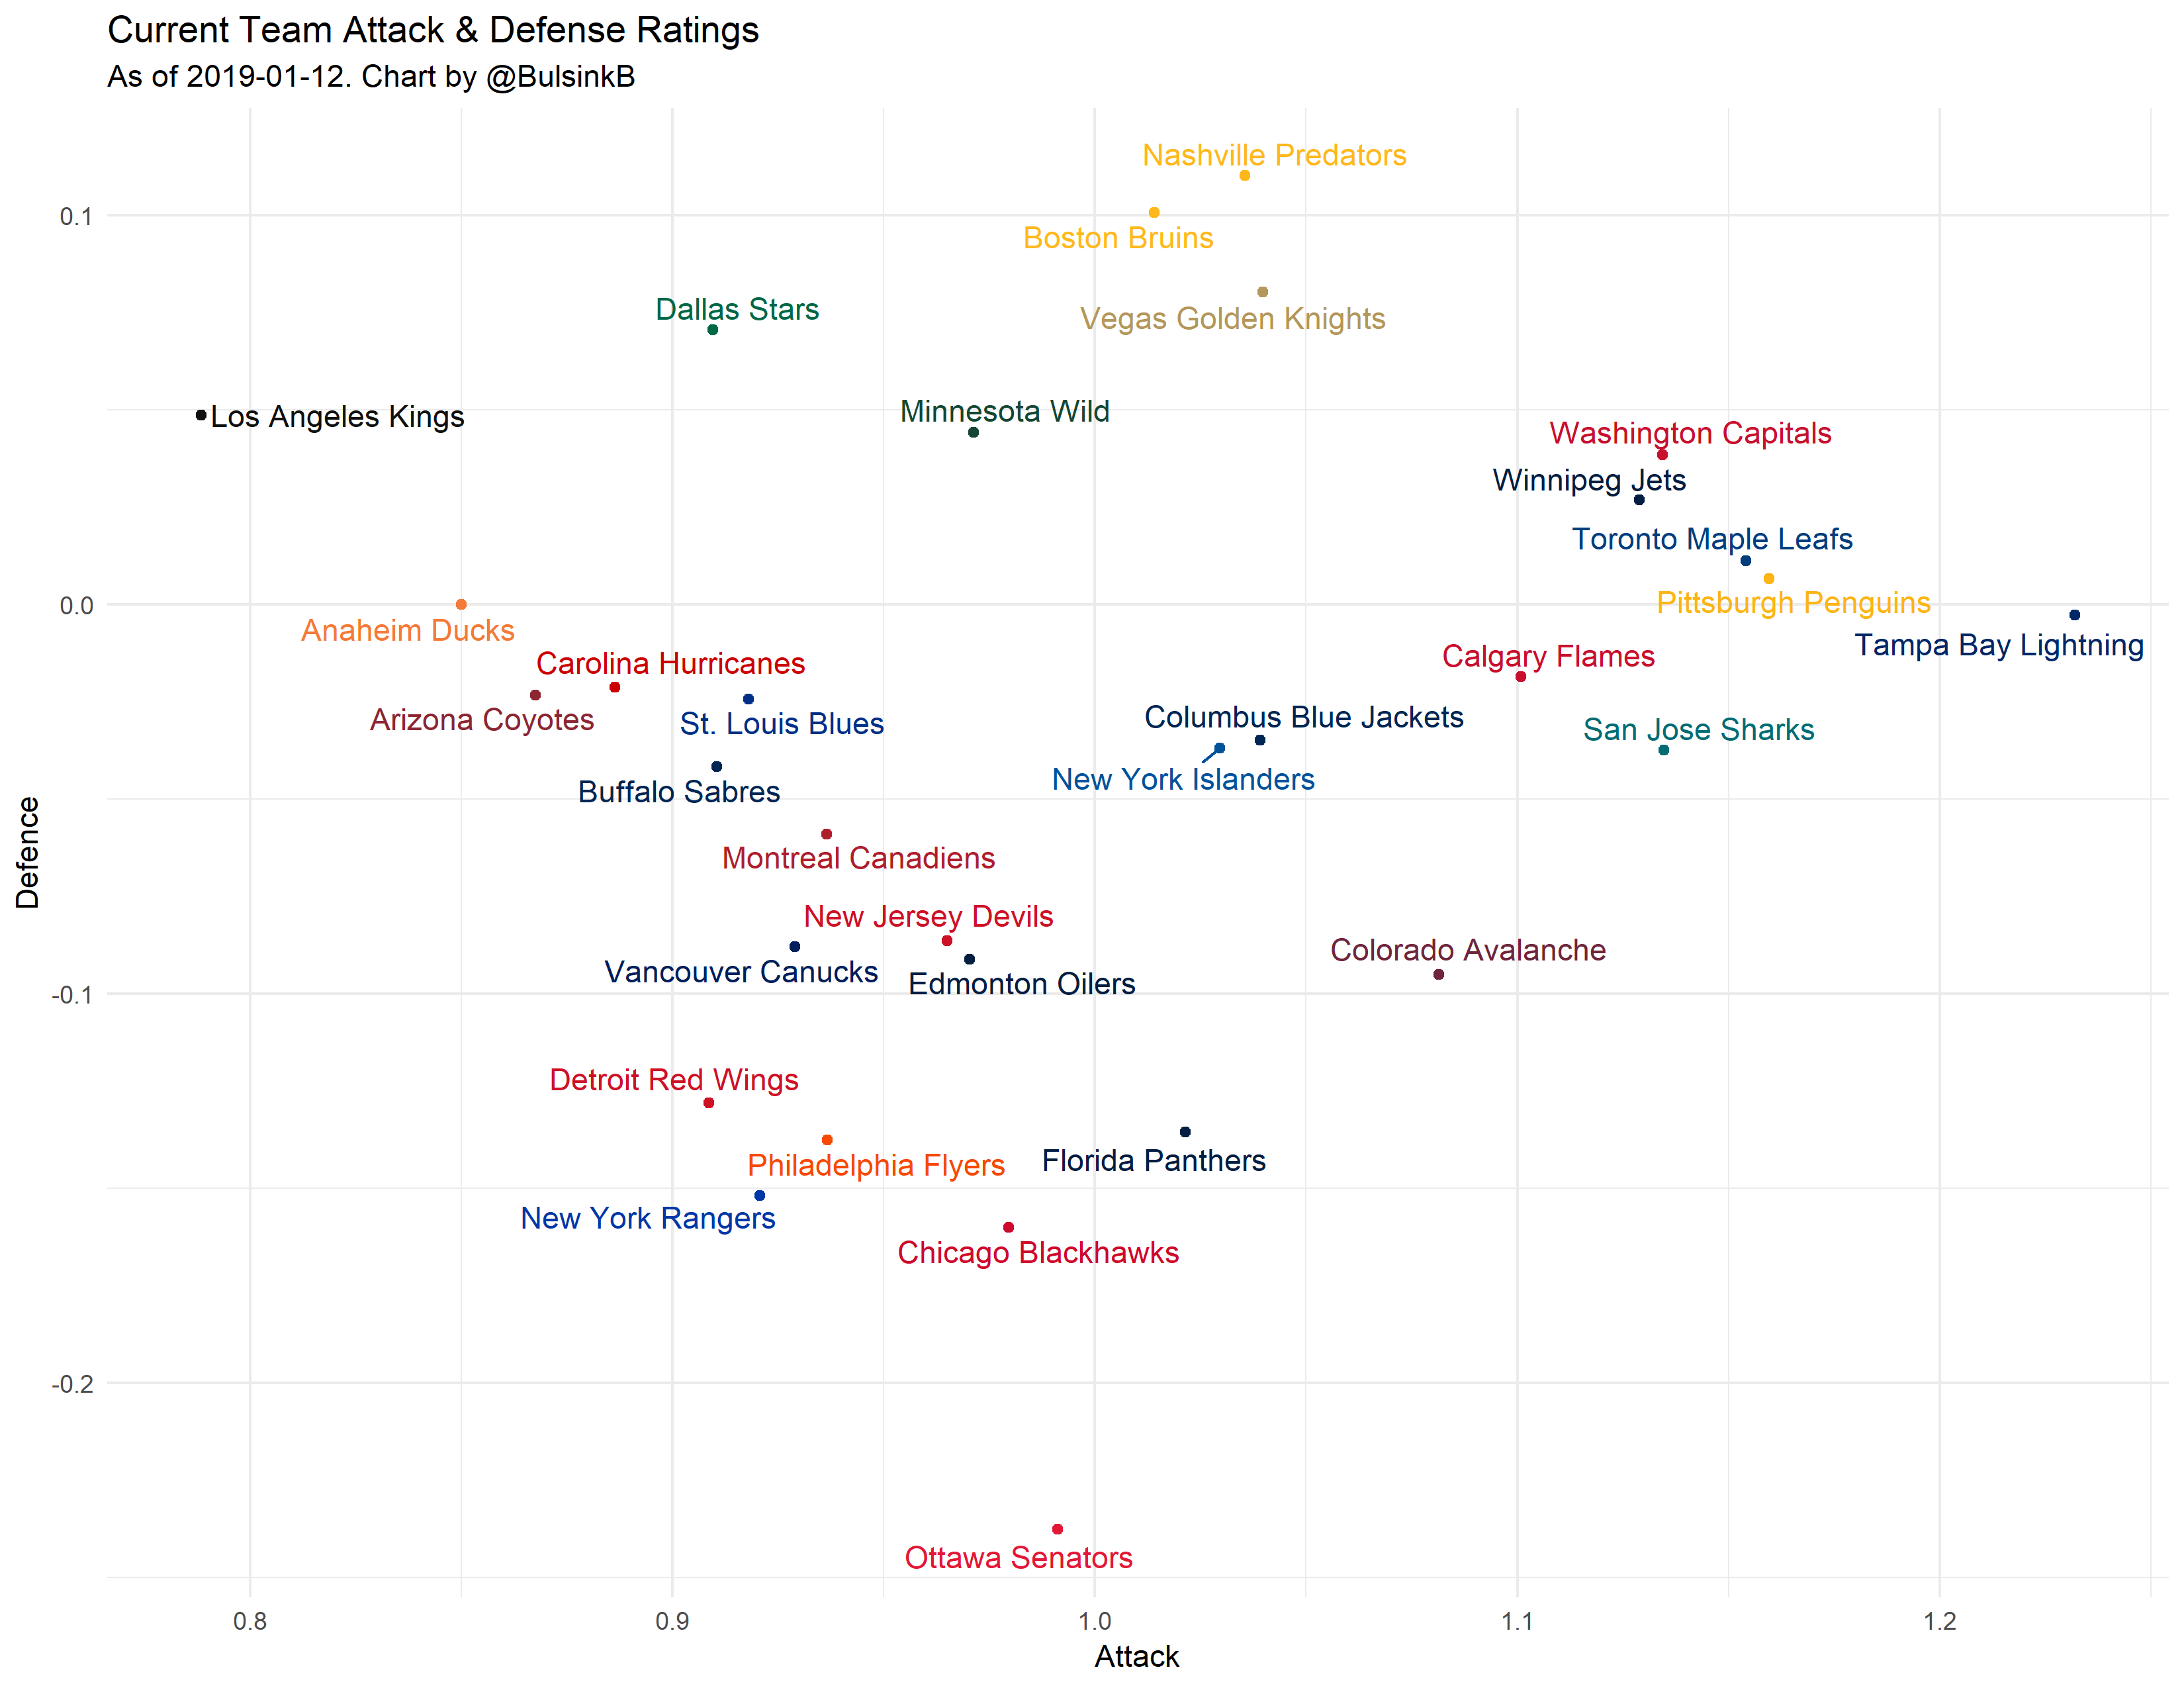 Current Team Attack & Defense Ratings
As of 2019-01-12. Chart by @BulsinkB
Nashville Predators
0.1
Boston Bruins
Dallas Stars
Vegas Golden Knights
Los Angeles Kings
Minnesota Wild
Washington Capitals
Winnipeg Jets
Toronto Maple Leafs
0.0
Pittsburgh Penguins
Anaheim Ducks
Tampa Bay Lightning
Carolina Hurricanes
Calgary Flames
Arizona Coyotes
St. Louis Blues
Columbus Blue Jackets
San Jose Sharks
New York Islanders
Buffalo Sabres
Defence
Montreal Canadiens
New Jersey Devils
Colorado Avalanche
Vancouver Canucks
Edmonton Oilers
-0.1
Detroit Red Wings
Philadelphia Flyers
Florida Panthers
New York Rangers
Chicago Blackhawks
-0.2
Ottawa Senators
0.8
0.9
1.0
1.1
1.2
Attack